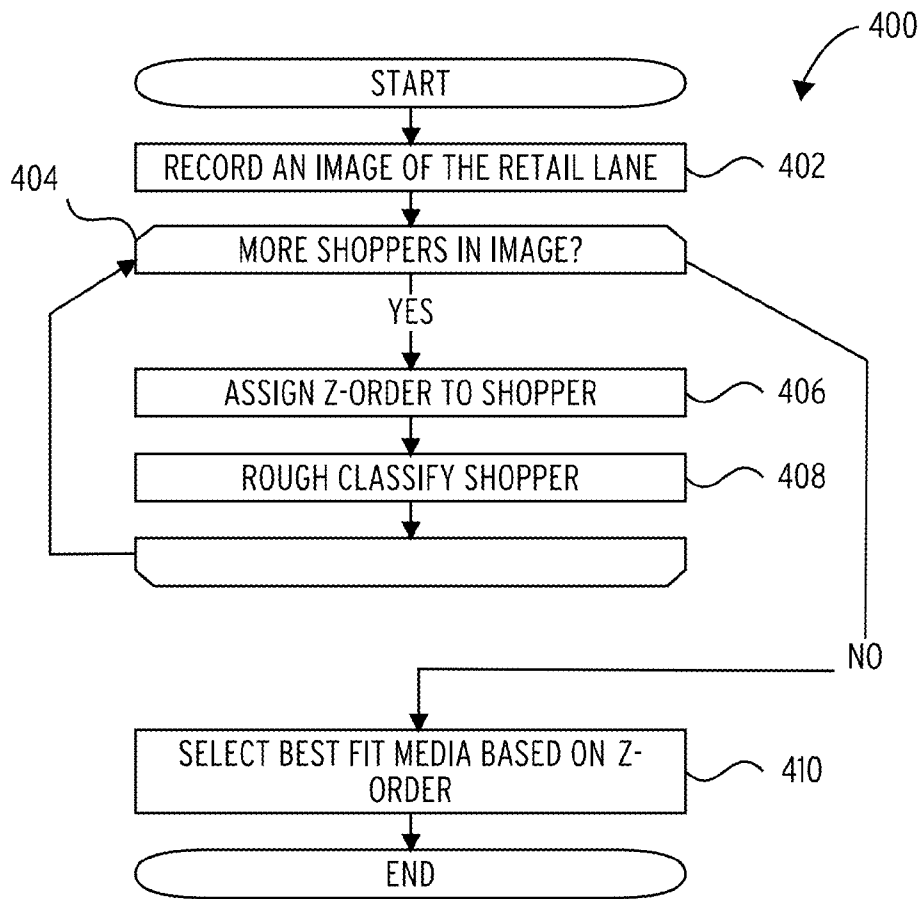 400
START
RECORD AN IMAGE OF THE RETAIL LANE
402
404
MORE SHOPPERS IN IMAGE?
YES
ASSIGN Z-ORDER TO SHOPPER
406
ROUGH CLASSIFY SHOPPER
408
NO
SELECT BEST FIT MEDIA BASED ON Z-
ORDER
410
END